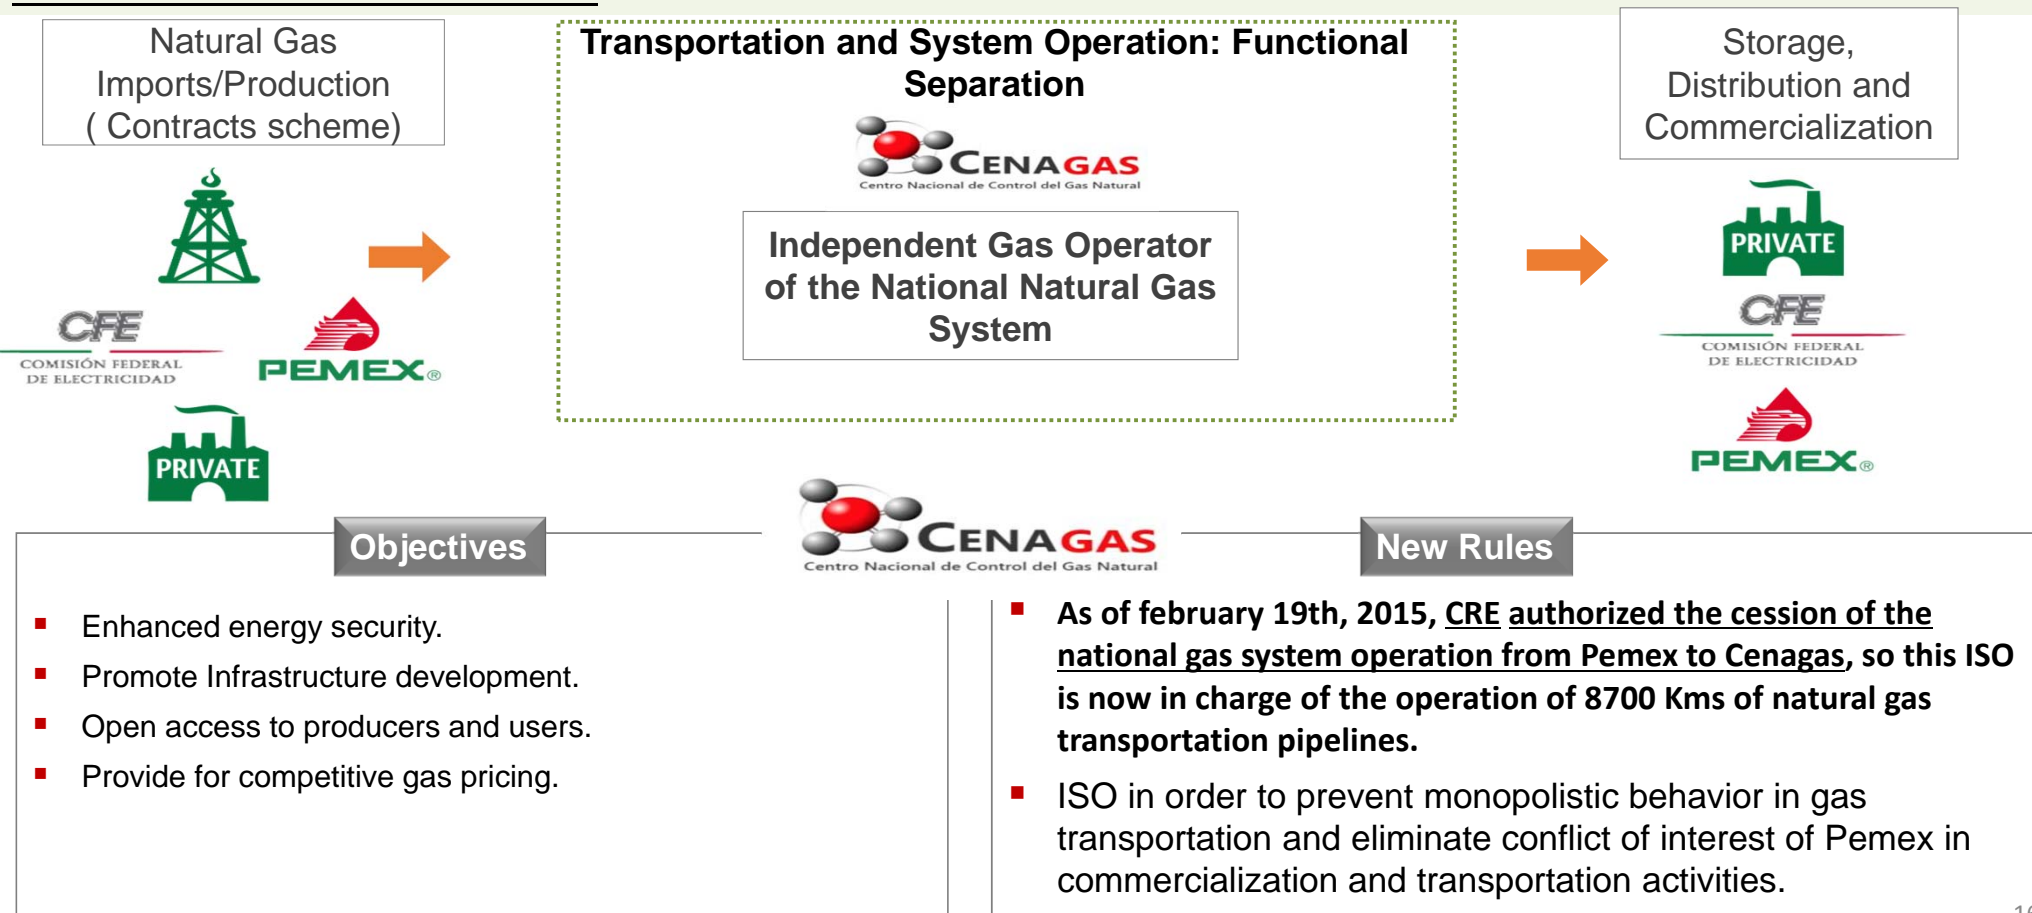 Natural Gas
Imports/Production
( Contracts scheme)
Transportation and System Operation: Functional
Separation
CENAGAS
Centro Nacional de Control del Gas Natural
Independent Gas Operator
of the National Natural Gas
System
Storage,
Distribution and
Commercialization
CFE
COMISIÓN FEDERAL
DE ELECTRICIDAD
PEMEX®
PRIVATE
PRIVATE
CFE
COMISIÓN FEDERAL
DE ELECTRICIDAD
PEMEX®
CENAGAS
Centro Nacional de Control del Gas Natural
Objectives
Enhanced energy security.
Promote Infrastructure development.
Open access to producers and users.
Provide for competitive gas pricing.
New Rules
As of february 19th, 2015, CRE authorized the cession of the
national gas system operation from Pemex to Cenagas, so this ISO
is now in charge of the operation of 8700 Kms of natural gas
transportation pipelines.
ISO in order to prevent monopolistic behavior in gas
transportation and eliminate conflict of interest of Pemex in
commercialization and transportation activities.